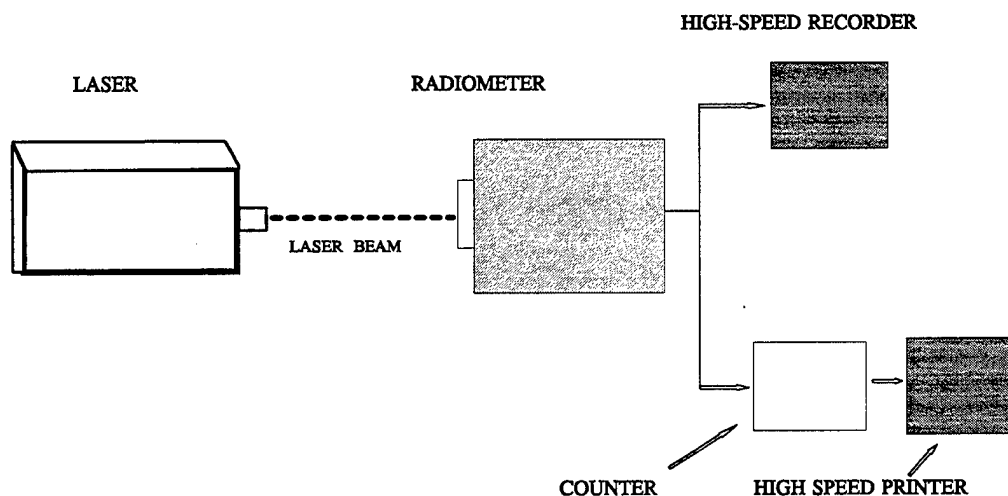 HIGH-SPEED RECORDER
LASER
RADIOMETER
LASER BEAM
COUNTER
HIGH SPEED PRINTER